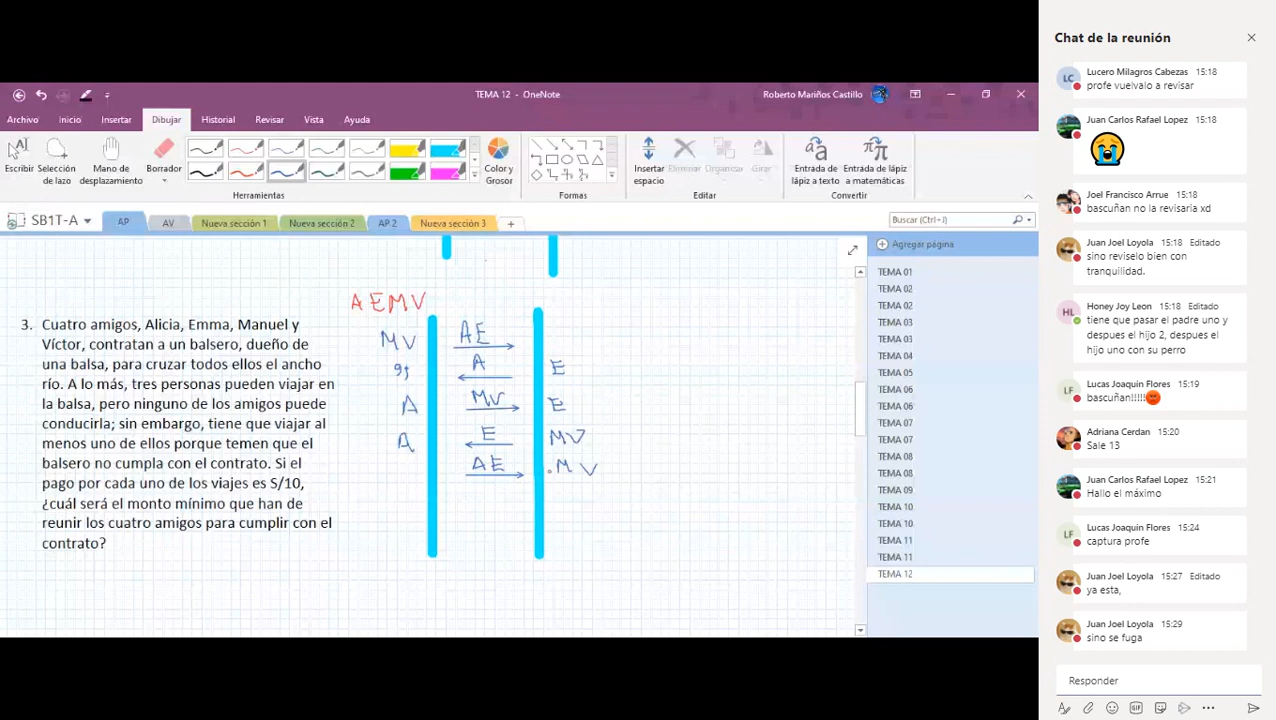 TEMA 12 - OneNote
Roberto Mariños Castillo
Archivo Inicio Insertar Dibujar Historial Revisar Vista Ayuda
Escribir
Selección de lazo
Mano de desplazamiento
Borrador
Color y Grosor
Insertar espacio
Eliminar
Organizar
Girar
Entrada de lápiz a texto
Entrada de lápiz a matemáticas
Herramientas
Formas
Editar
Convertir
SB1T-A
AP AV Nueva sección 1 Nueva sección 2 AP 2 Nueva sección 3 +
Buscar (Ctrl+J)
Agregar página
TEMA 01
TEMA 02
TEMA 02
TEMA 03
TEMA 03
TEMA 04
TEMA 05
TEMA 06
TEMA 06
TEMA 07
TEMA 07
TEMA 08
TEMA 08
TEMA 09
TEMA 10
TEMA 10
TEMA 11
TEMA 11
TEMA 12
3. Cuatro amigos, Alicia, Emma, Manuel y
Víctor, contratan a un balsero, dueño de
una balsa, para cruzar todos ellos el ancho
río. A lo más, tres personas pueden viajar en
la balsa, pero ninguno de los amigos puede
conducirla; sin embargo, tiene que viajar al
menos uno de ellos porque temen que el
balsero no cumpla con el contrato. Si el
pago por cada uno de los viajes es S/10,
¿cuál será el monto mínimo que han de
reunir los cuatro amigos para cumplir con el
contrato?
A E M V
MV AE
A E
A MV E
A E MV
AE .M V
Chat de la reunión
LC Lucero Milagros Cabezas 15:18
profe vuelvalo a revisar
Juan Carlos Rafael Lopez 15:18
Joel Francisco Arrue 15:18
bascuñan no la revisaria xd
Juan Joel Loyola 15:18 Editado
sino reviselo bien con
tranquilidad.
HL Honey Joy Leon 15:18 Editado
tiene que pasar el padre uno y
despues el hijo 2, despues el
hijo uno con su perro
LF Lucas Joaquin Flores 15:19
bascuñan!!!!!
Adriana Cerdan 15:20
Sale 13
Juan Carlos Rafael Lopez 15:21
Hallo el máximo
LF Lucas Joaquin Flores 15:24
captura profe
Juan Joel Loyola 15:27 Editado
ya esta,
Juan Joel Loyola 15:29
sino se fuga
Responder
GIF